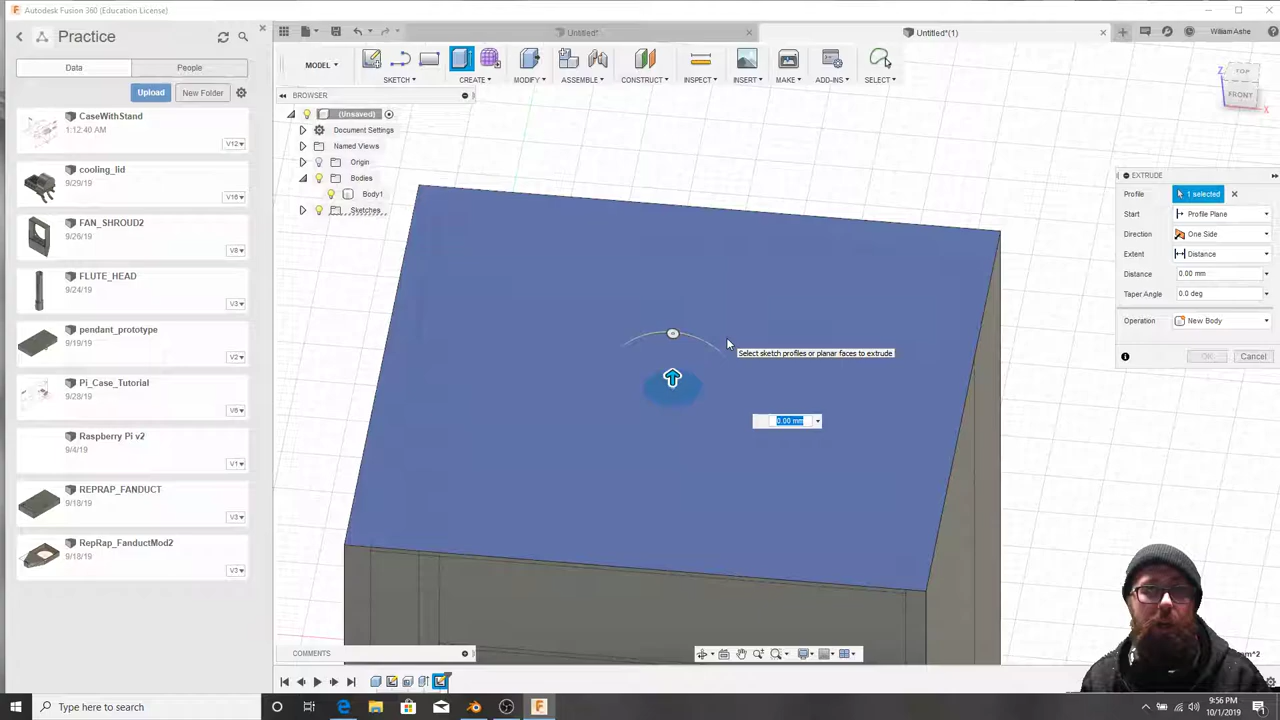 Autodesk Fusion 360 (Education License)
Practice
Data
People
Upload
New Folder
CaseWithStand
1:12:40 AM
V12
cooling_lid
9/29/19
V16
FAN_SHROUD2
9/26/19
V8
FLUTE_HEAD
9/24/19
V3
pendant_prototype
9/19/19
V2
Pi_Case_Tutorial
9/28/19
V6
Raspberry Pi v2
9/4/19
V1
REPRAP_FANDUCT
9/18/19
V3
RepRap_FanductMod2
9/18/19
V3
Untitled*
Untitled*(1)
William Ashe
MODEL
SKETCH
CREATE
MODIFY
ASSEMBLE
CONSTRUCT
INSPECT
INSERT
MAKE
ADD-INS
SELECT
BROWSER
(Unsaved)
Document Settings
Named Views
Origin
Bodies
Body1
Sketches
Z
TOP
FRONT
X
EXTRUDE
Profile 1 selected
Start Profile Plane
Direction One Side
Extent Distance
Distance 0.00 mm
Taper Angle 0.0 deg
Operation New Body
OK Cancel
Select sketch profiles or planar faces to extrude
0.00 mm
COMMENTS
Type here to search
9:56 PM
10/1/2019